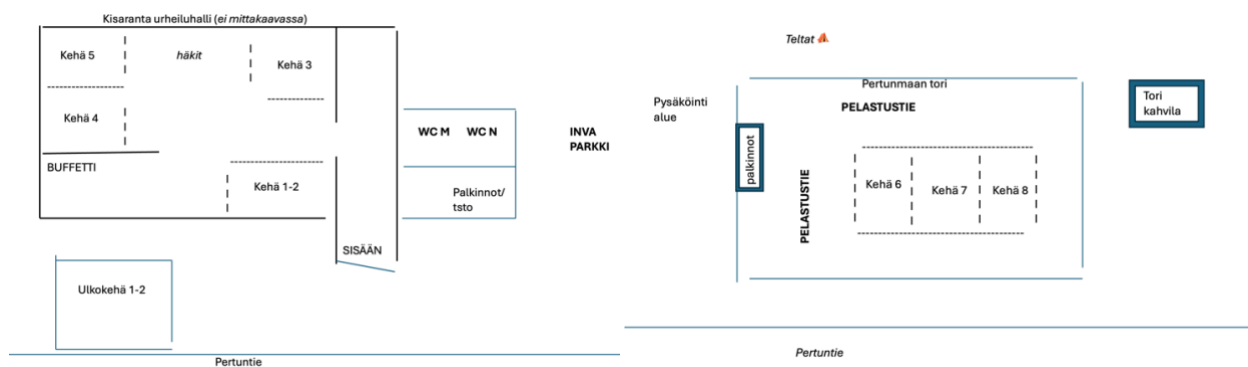 Kisaranta urheiluhalli (ei mittakaavassa)
Kehä 5
häkit
Kehä 3
Kehä 4
BUFFETTI
Kehä 1-2
WC M
WC N
INVA
PARKKI
Palkinnot/
tsto
SISÄÄN
Ulkokehä 1-2
Pertuntie
Teltat
Pertunmaan tori
Pysäköinti
alue
PELASTUSTIE
Tori
kahvila
palkinnot
PELASTUSTIE
Kehä 6
Kehä 7
Kehä 8
Pertuntie